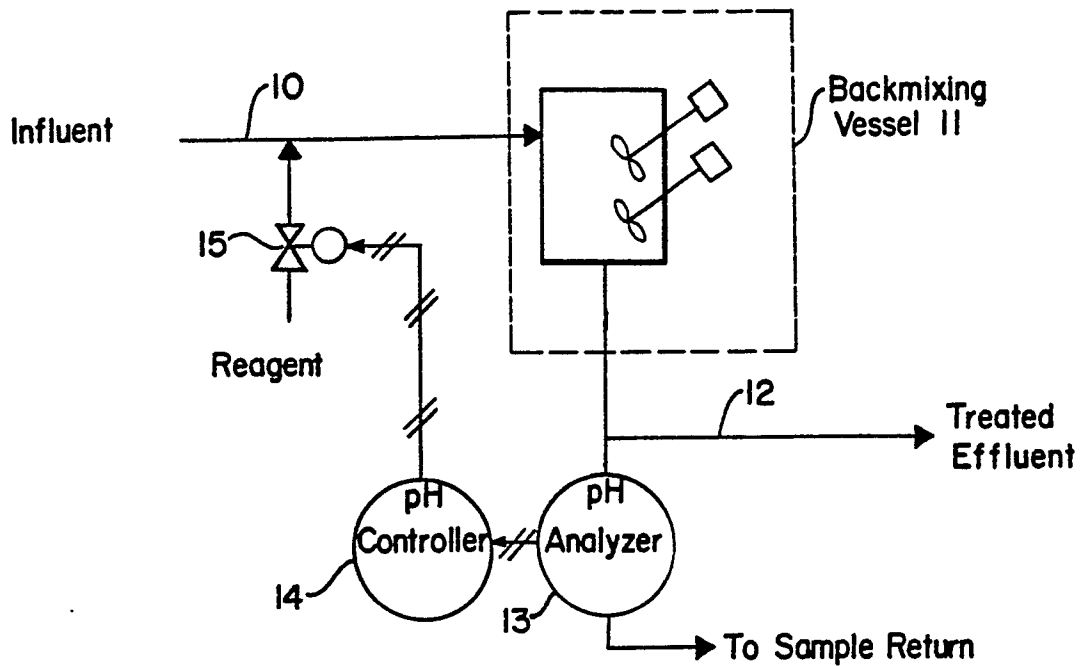 10
Influent
Backmixing
Vessel 11
15
Reagent
12
Treated
Effluent
pH
Controller
pH
Analyzer
14
13
To Sample Return